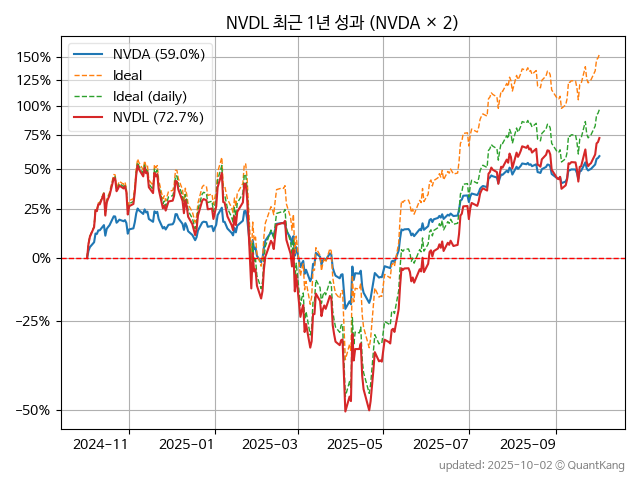 NVDL 최근 1년 성과 (NVDA × 2)
NVDA (59.0%)
Ideal
Ideal (daily)
NVDL (72.7%)
150%
125%
100%
75%
50%
25%
0%
−25%
−50%
2024-11
2025-01
2025-03
2025-05
2025-07
2025-09
updated: 2025-10-02 © QuantKang